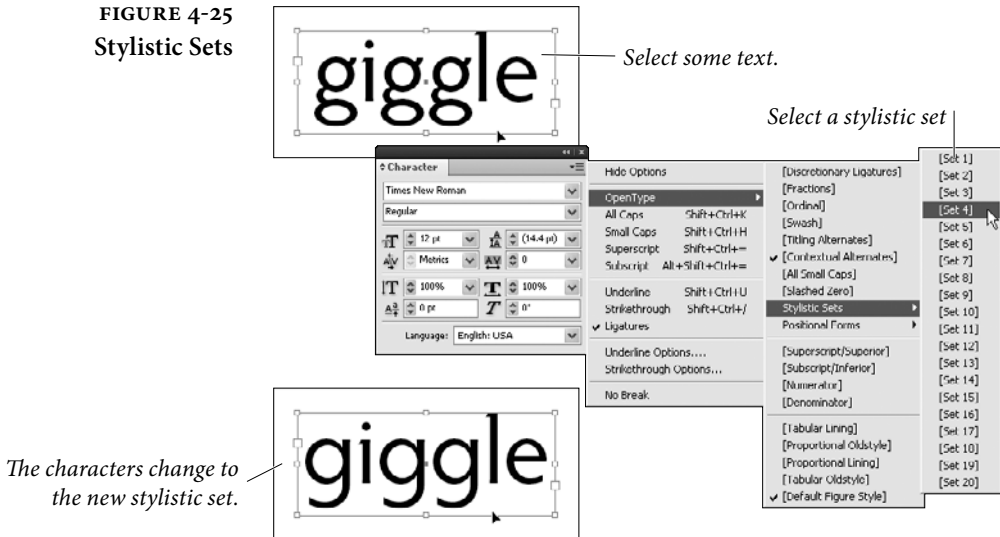 FIGURE 4-25
Stylistic Sets
giggle
Select some text.
Select a stylistic set
Character
Times New Roman
Regular
12 pt
(14.4 pt)
Metrics
0
100%
100%
0 pt
0°
Language: English: USA
Hide Options
OpenType
All Caps Shift+Ctrl+K
Small Caps Shift+Ctrl+H
Superscript Shift+Ctrl+=
Subscript Alt+Shift+Ctrl+=
Underline Shift+Ctrl+U
Strikethrough Shift+Ctrl+/
Ligatures
Underline Options....
Strikethrough Options...
No Break
[Discretionary Ligatures]
[Fractions]
[Ordinal]
[Swash]
[Titling Alternates]
[Contextual Alternates]
[All Small Caps]
[Slashed Zero]
Stylistic Sets
Positional Forms
[Superscript/Superior]
[Subscript/Inferior]
[Numerator]
[Denominator]
[Tabular Lining]
[Proportional Oldstyle]
[Proportional Lining]
[Tabular Oldstyle]
[Default Figure Style]
[Set 1]
[Set 2]
[Set 3]
[Set 4]
[Set 5]
[Set 6]
[Set 7]
[Set 8]
[Set 9]
[Set 10]
[Set 11]
[Set 12]
[Set 13]
[Set 14]
[Set 15]
[Set 16]
[Set 17]
[Set 18]
[Set 19]
[Set 20]
giggle
The characters change to
the new stylistic set.